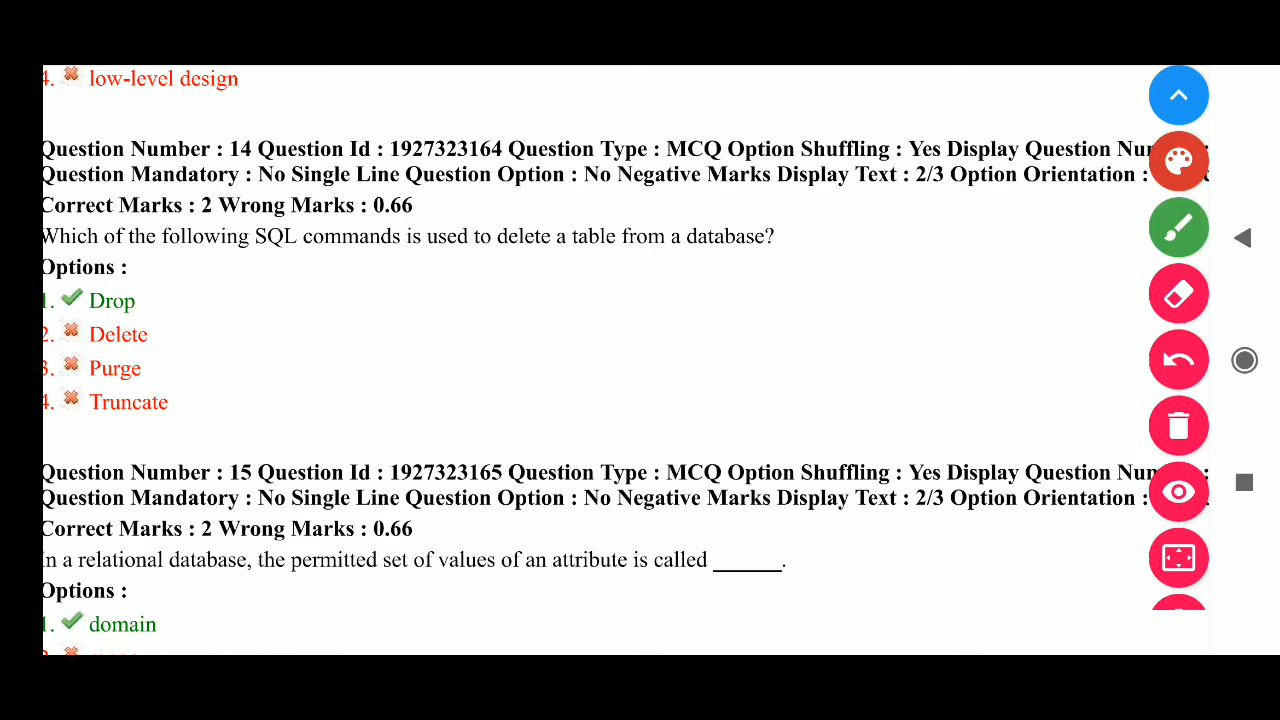 4. low-level design
Question Number : 14 Question Id : 1927323164 Question Type : MCQ Option Shuffling : Yes Display Question
Question Mandatory : No Single Line Question Option : No Negative Marks Display Text : 2/3 Option Orientation :
Correct Marks : 2 Wrong Marks : 0.66
Which of the following SQL commands is used to delete a table from a database?
Options :
1. Drop
2. Delete
3. Purge
4. Truncate
Question Number : 15 Question Id : 1927323165 Question Type : MCQ Option Shuffling : Yes Display Question
Question Mandatory : No Single Line Question Option : No Negative Marks Display Text : 2/3 Option Orientation :
Correct Marks : 2 Wrong Marks : 0.66
In a relational database, the permitted set of values of an attribute is called ______.
Options :
1. domain